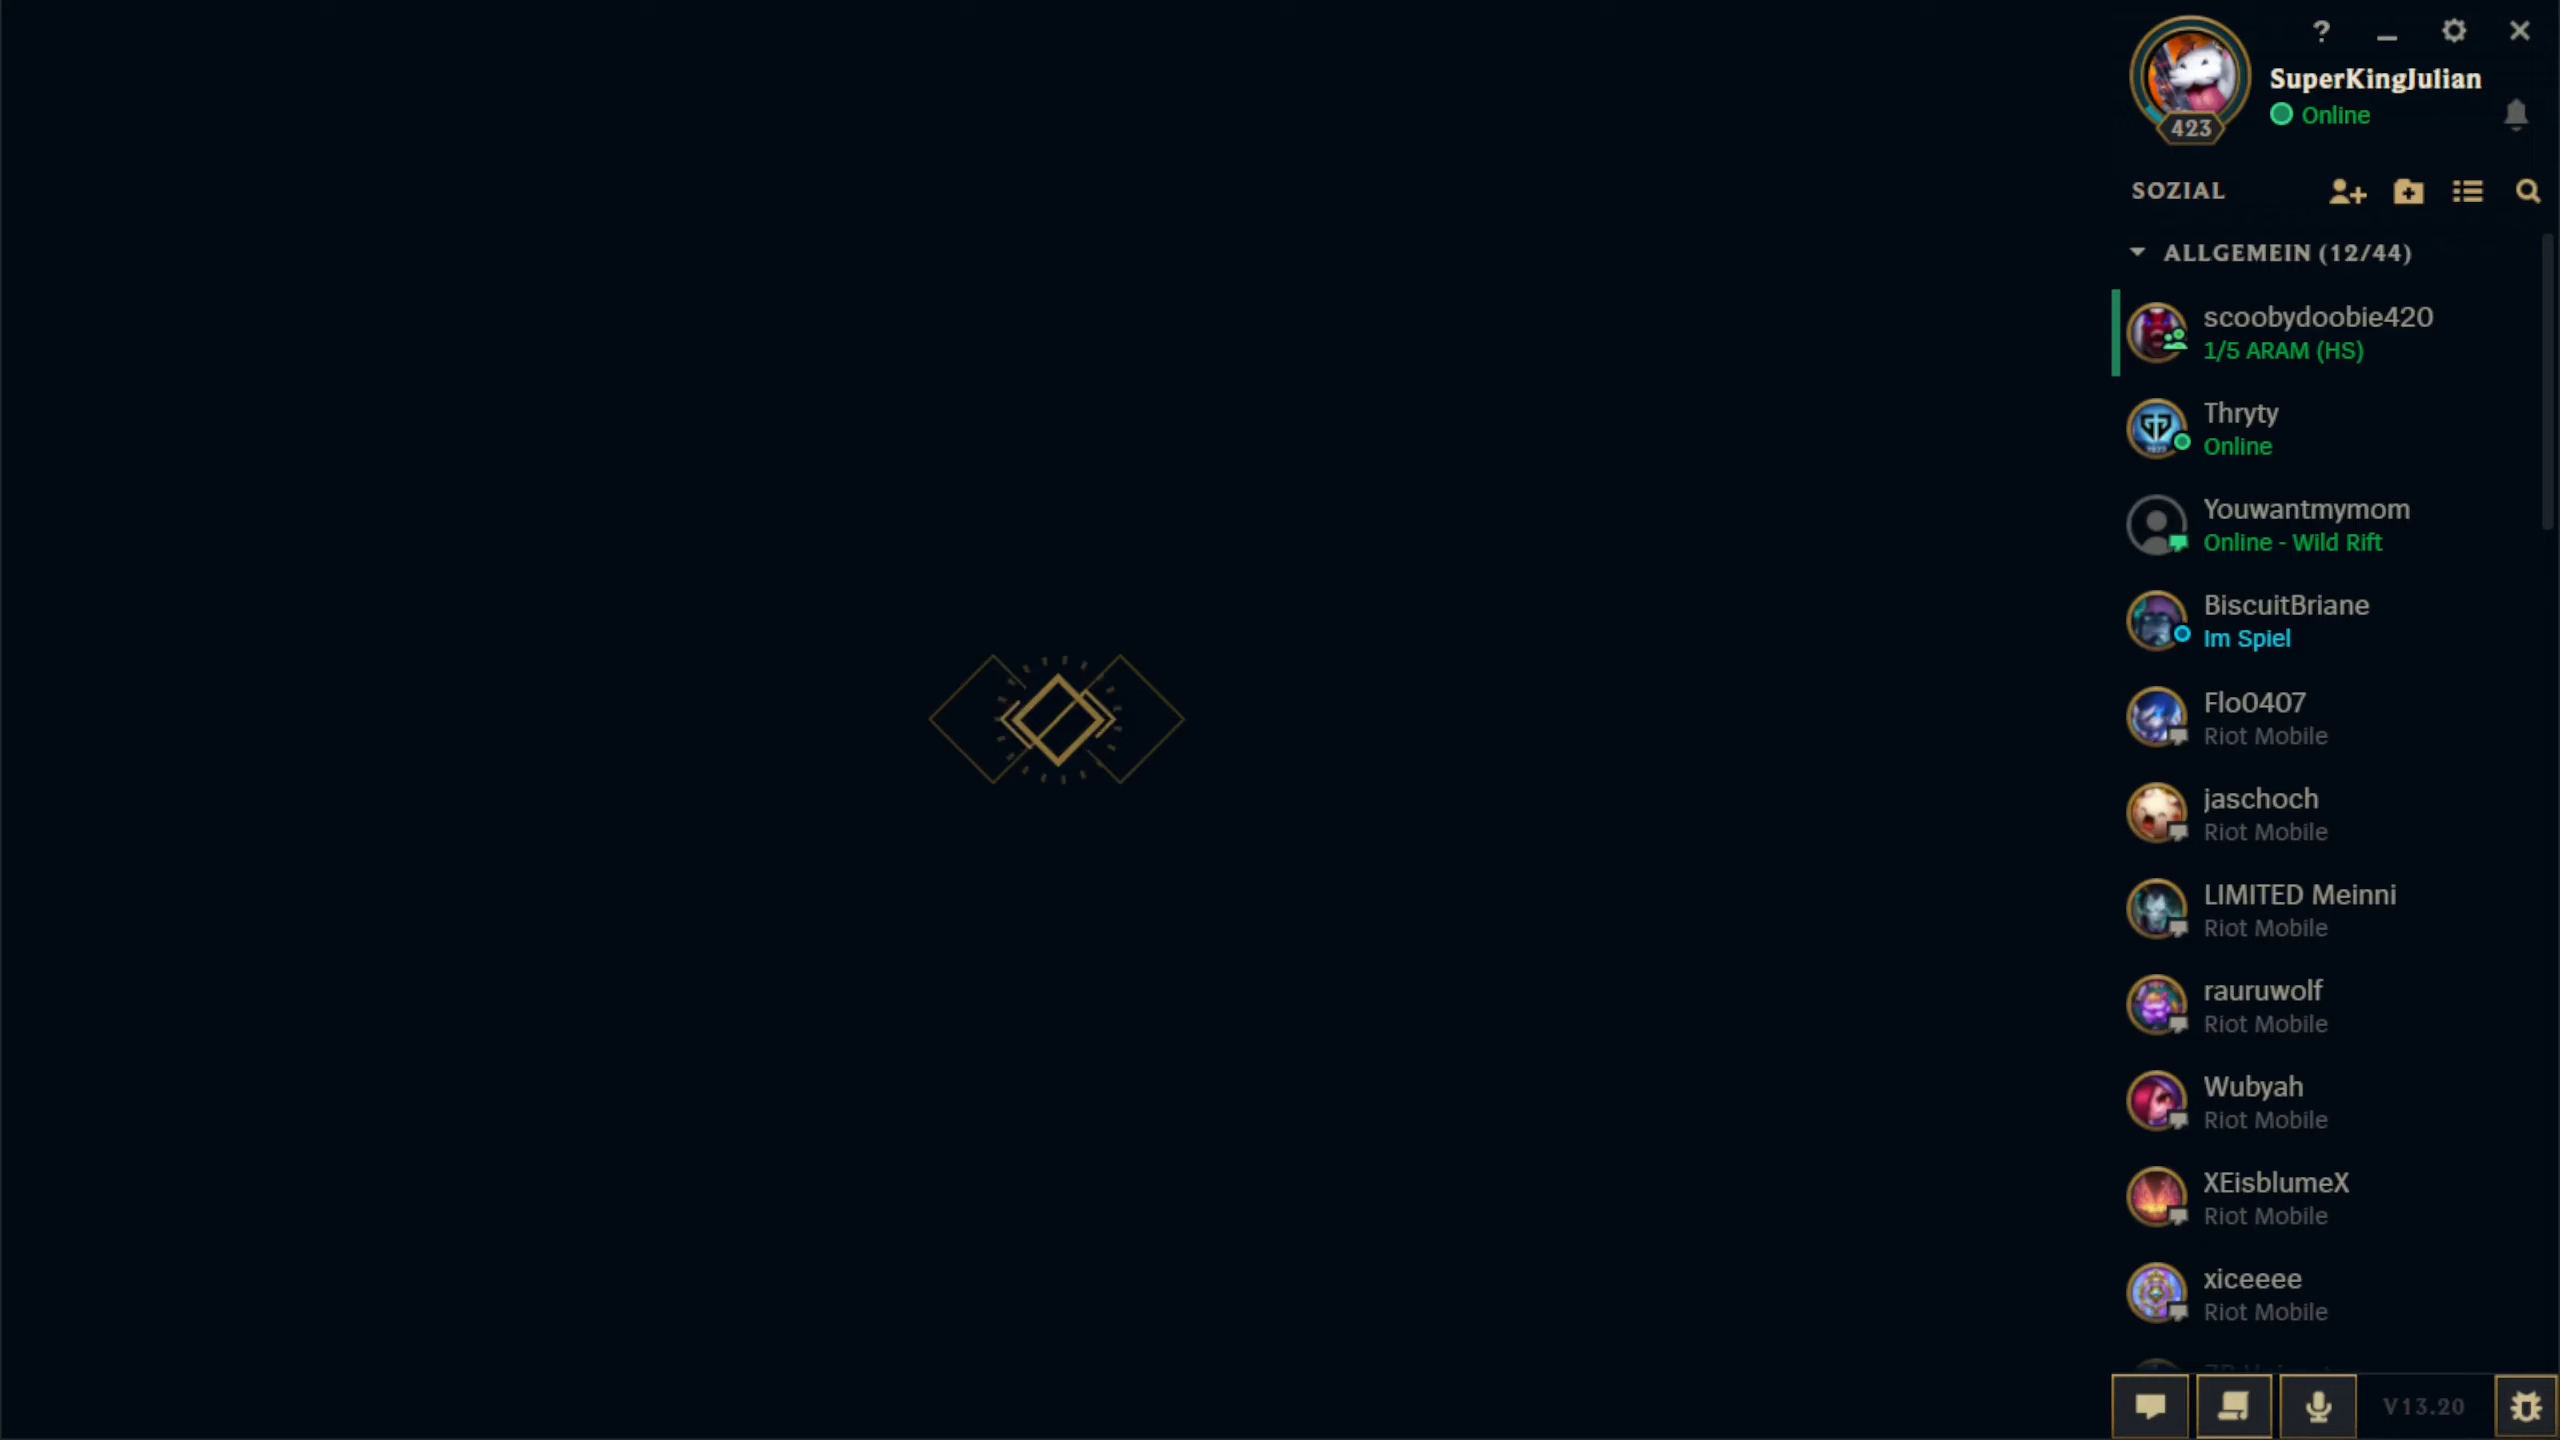 SuperKingJulian
Online
423
SOZIAL
ALLGEMEIN (12/44)
scoobydoobie420
1/5 ARAM (HS)
Thryty
Online
Youwantmymom
Online - Wild Rift
BiscuitBriane
Im Spiel
Flo0407
Riot Mobile
jaschoch
Riot Mobile
LIMITED Meinni
Riot Mobile
rauruwolf
Riot Mobile
Wubyah
Riot Mobile
XEisblumeX
Riot Mobile
xiceeee
Riot Mobile
V13.20